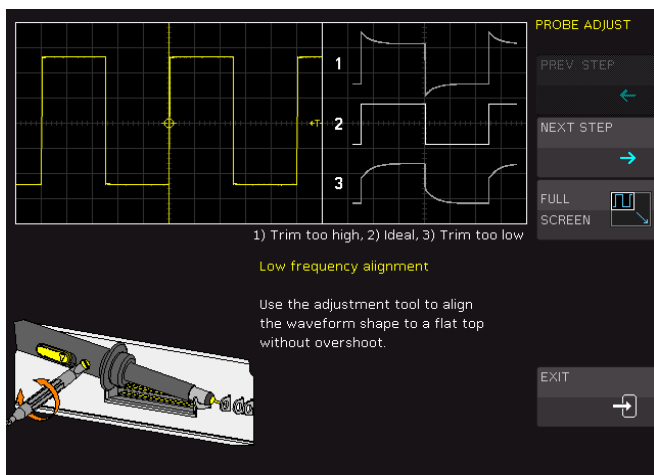 PROBE ADJUST
PREV STEP
NEXT STEP
FULL
SCREEN
EXIT
1
2
3
T
1) Trim too high, 2) Ideal, 3) Trim too low
Low frequency alignment
Use the adjustment tool to align
the waveform shape to a flat top
without overshoot.